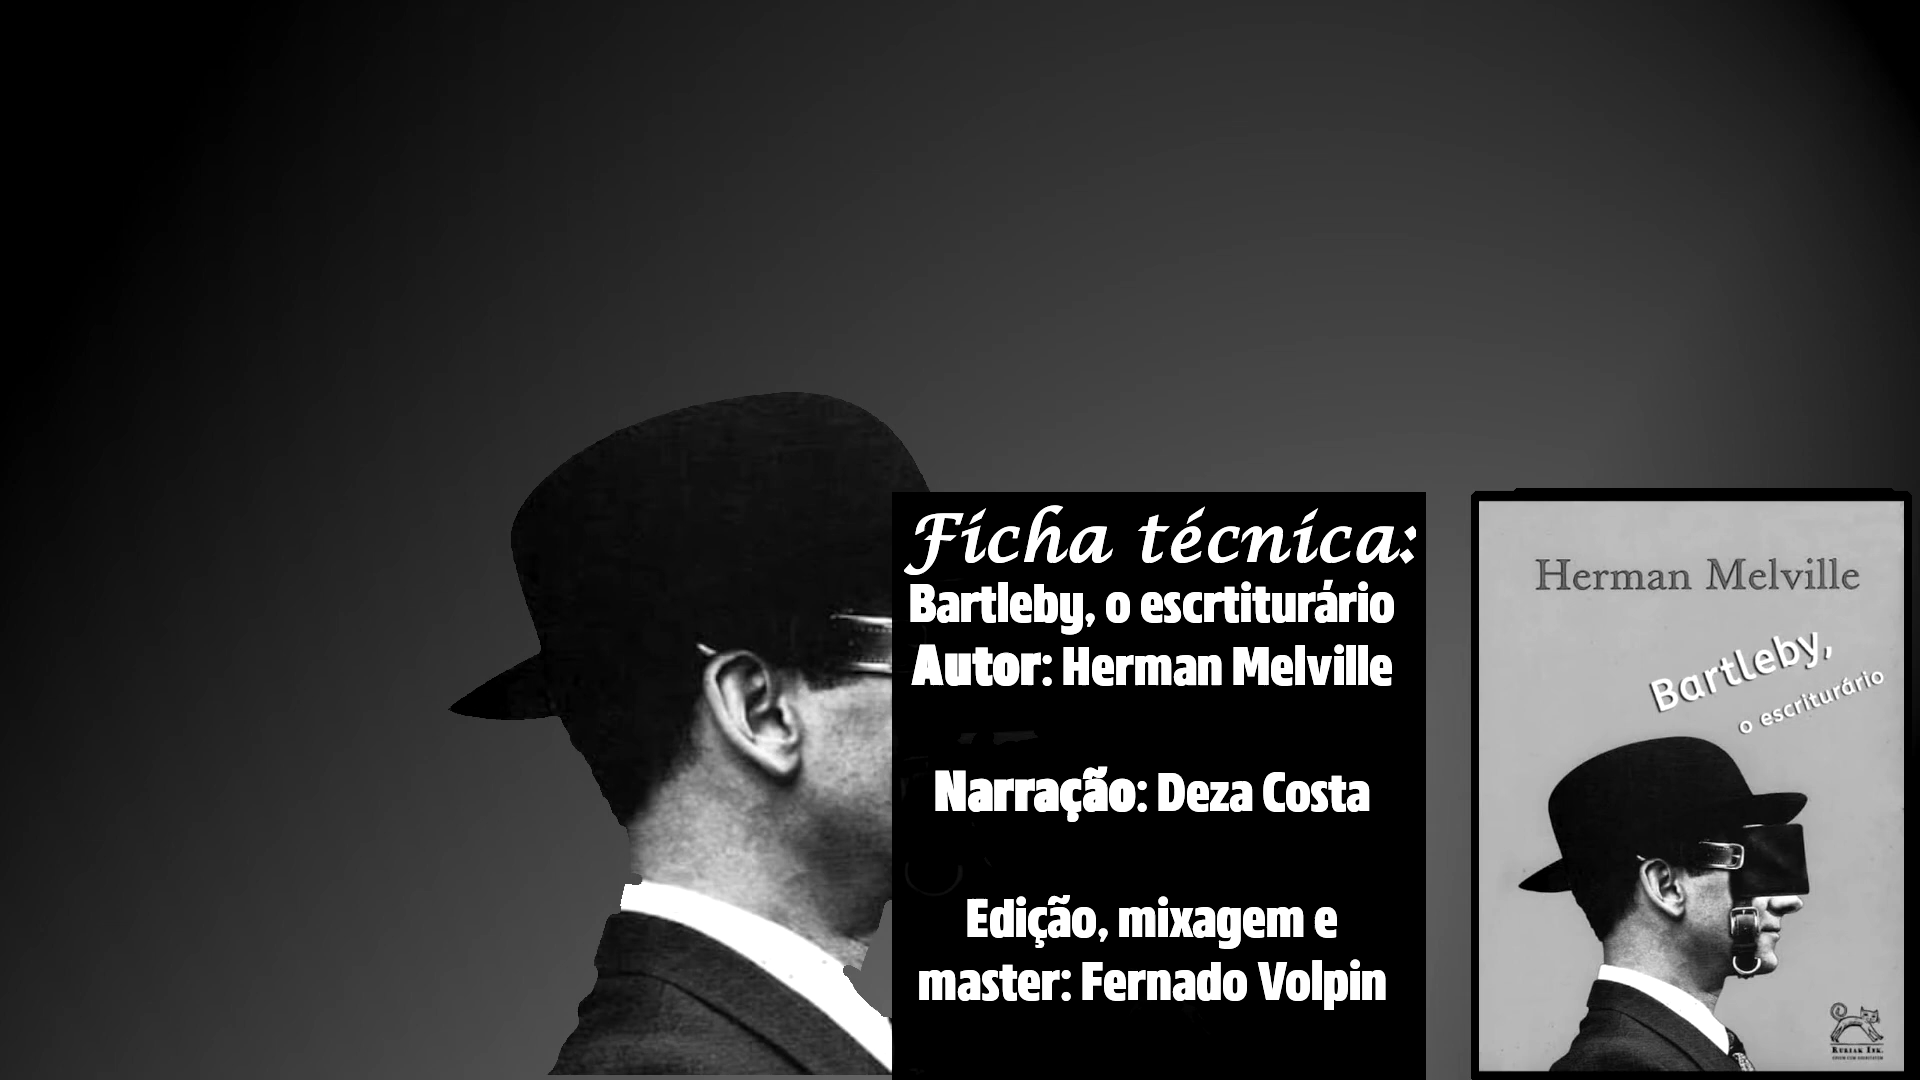 Ficha técnica:
Bartleby, o escrtiturário
Autor: Herman Melville
Narração: Deza Costa
Edição, mixagem e
master: Fernado Volpin
Herman Melville
Bartleby,
o escriturário